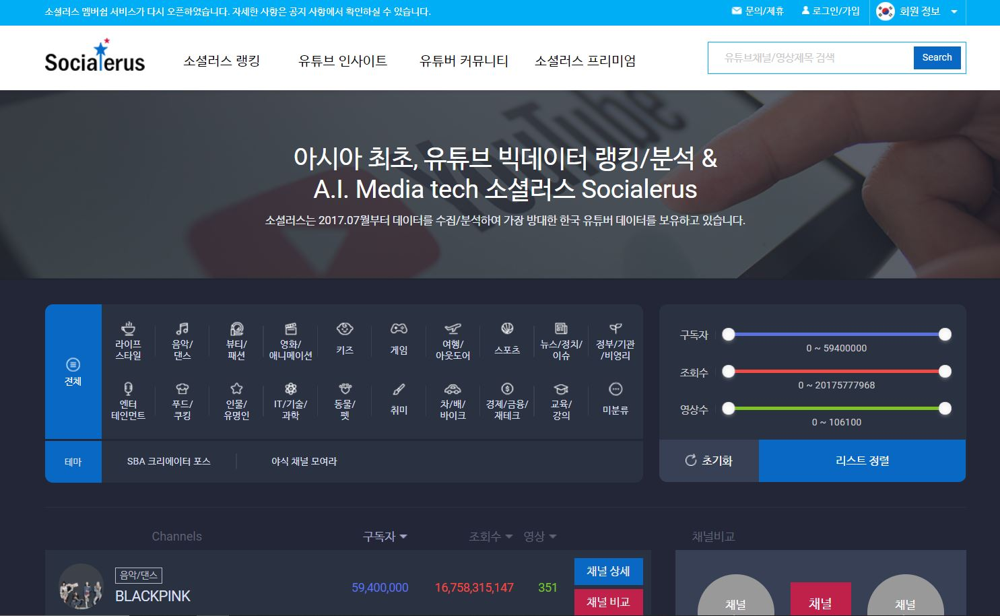 소셜러스 멤버쉽 서비스가 다시 오픈하였습니다. 자세한 사항은 공지 사항에서 확인하실 수 있습니다.
문의/제휴
로그인/가입
회원 정보
Socialerus
소셜러스 랭킹
유튜브 인사이트
유튜버 커뮤니티
소셜러스 프리미엄
유튜브채널/영상제목 검색
Search
YouTube
아시아 최초, 유튜브 빅데이터 랭킹/분석 &
A.I. Media tech 소셜러스 Socialerus
소셜러스는 2017.07월부터 데이터를 수집/분석하여 가장 방대한 한국 유튜버 데이터를 보유하고 있습니다.
전체
라이프
스타일
음악/
댄스
뷰티/
패션
영화/
애니메이션
키즈
게임
여행/
아웃도어
스포츠
뉴스/정치/
이슈
정부/기관
/비영리
엔터
테인먼트
푸드/
쿠킹
인물/
유명인
IT/기술/
과학
동물/
펫
취미
차/배/
바이크
경제/금융/
재테크
교육/
강의
미분류
테마
SBA 크리에이터 포스
야식 채널 모여라
구독자
0 ~ 59400000
조회수
0 ~ 20175777968
영상수
0 ~ 106100
초기화
리스트 정렬
Channels
구독자
조회수
영상
채널비교
음악/댄스
BLACKPINK
59,400,000
16,758,315,147
351
채널 상세
채널 비교
채널
채널
채널